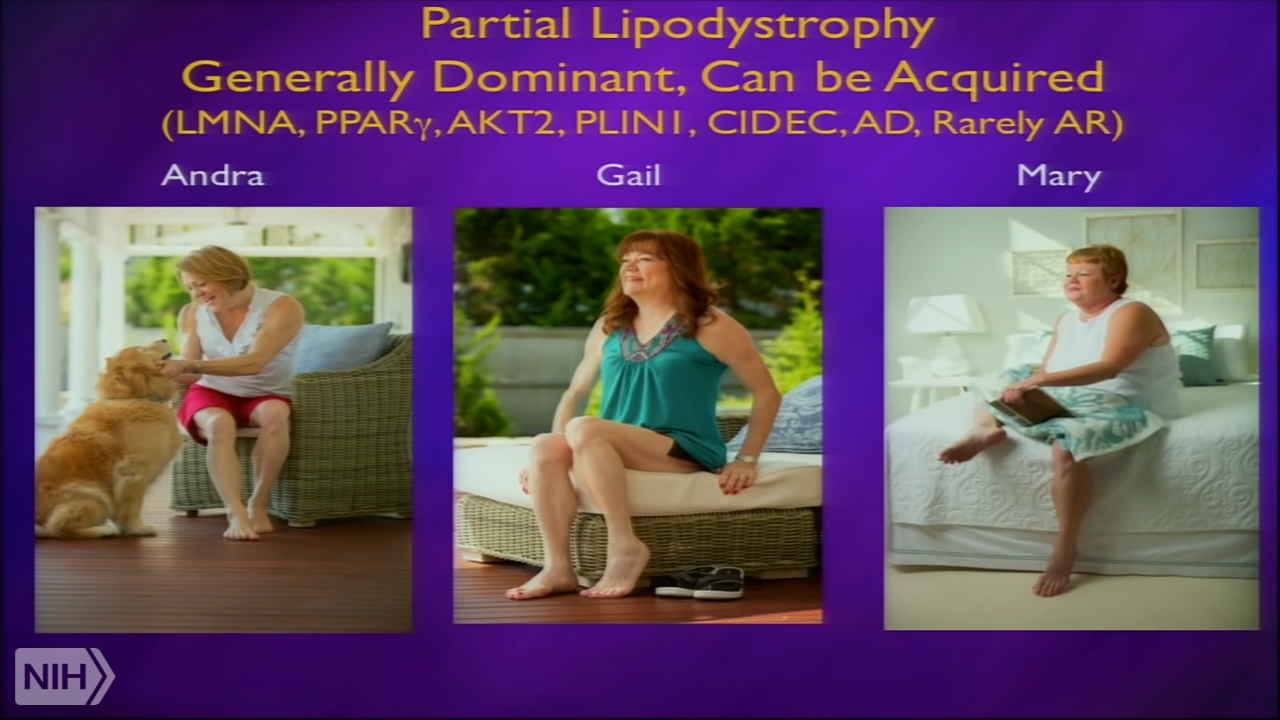 Partial Lipodystrophy
Generally Dominant, Can be Acquired
(LMNA, PPARγ, AKT2, PLIN1, CIDEC, AD, Rarely AR)
Andra
Gail
Mary
NIH